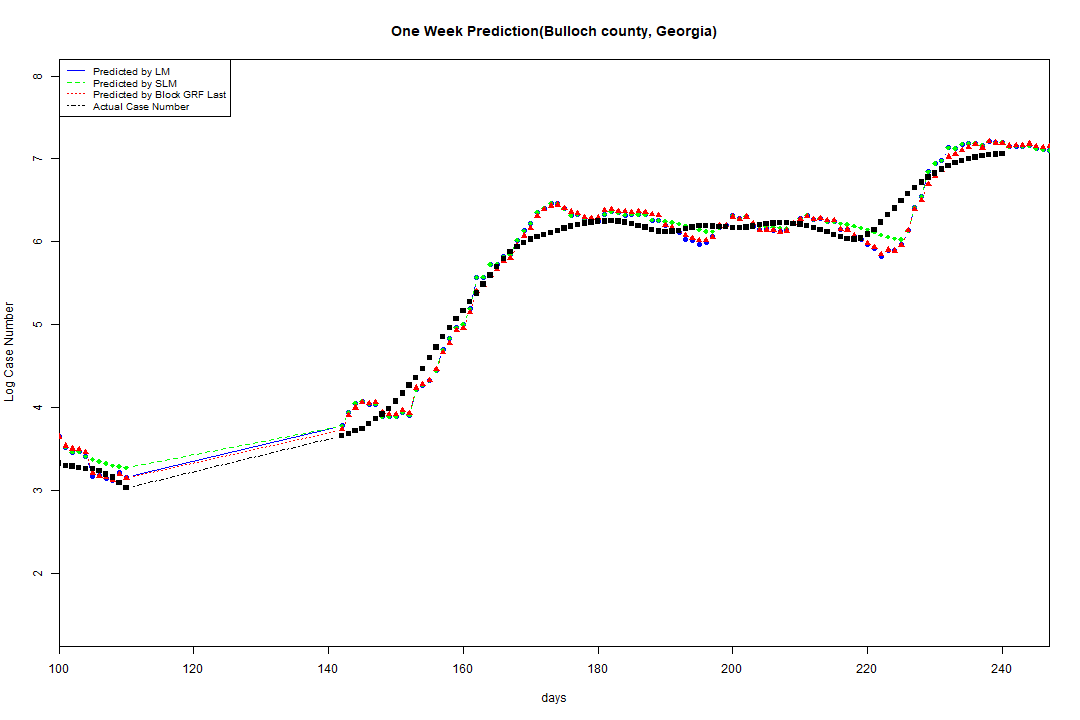 One Week Prediction(Bulloch county, Georgia)
Predicted by LM
Predicted by SLM
Predicted by Block GRF Last
Actual Case Number
8
7
6
5
4
3
2
Log Case Number
100 120 140 160 180 200 220 240
days